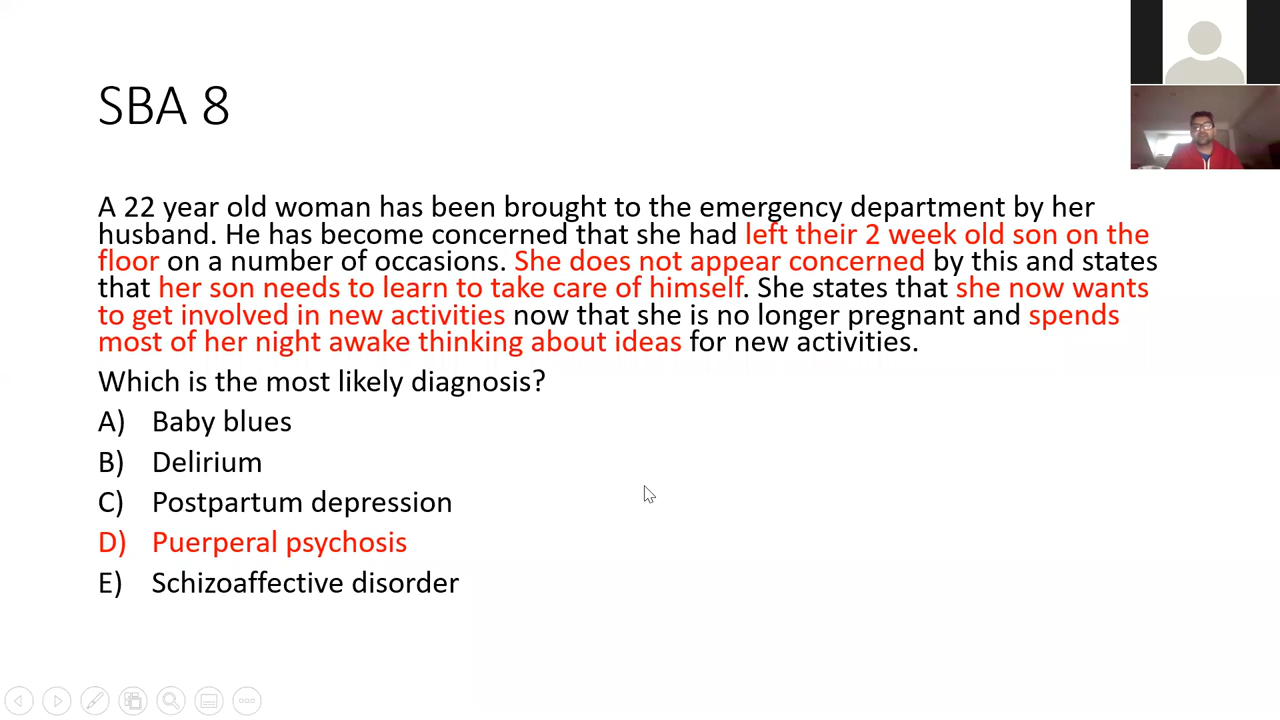 SBA 8
A 22 year old woman has been brought to the emergency department by her
husband. He has become concerned that she had left their 2 week old son on the
floor on a number of occasions. She does not appear concerned by this and states
that her son needs to learn to take care of himself. She states that she now wants
to get involved in new activities now that she is no longer pregnant and spends
most of her night awake thinking about ideas for new activities.
Which is the most likely diagnosis?
A) Baby blues
B) Delirium
C) Postpartum depression
D) Puerperal psychosis
E) Schizoaffective disorder